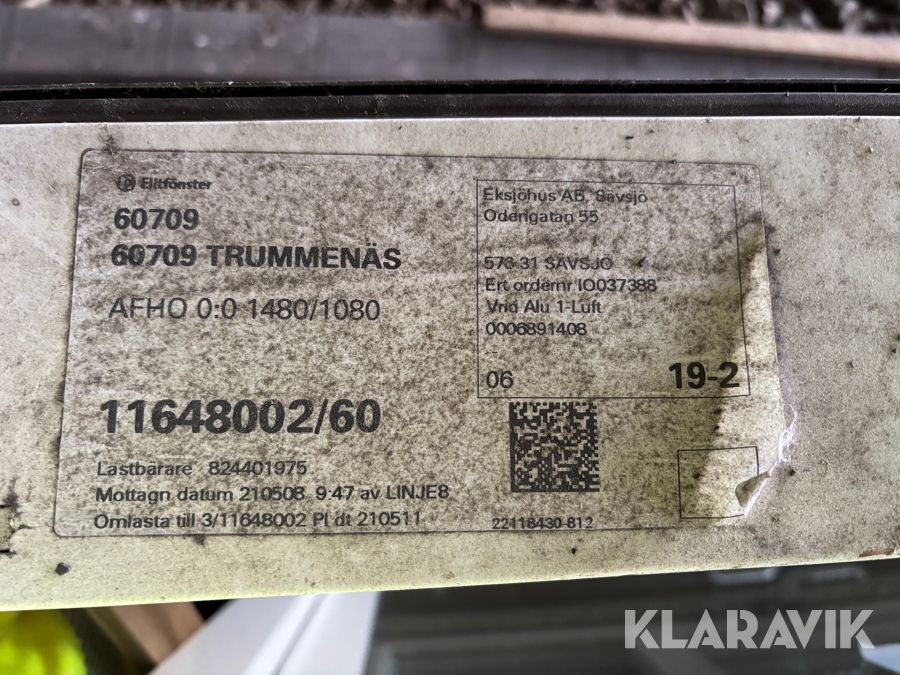 Elitfönster
60709
60709 TRUMMENÄS
AFHO 0:0 1480/1080
11648002/60
Lastbärare 824401975
Mottagn datum 210508 9:47 av LINJE8
Omlasta till 3/11648002 Pl dt 210511
Eksjöhus AB, Sävsjö
Odengatan 55
576 31 SÄVSJÖ
Ert ordernr IO037388
Vrid Alu 1-Luft
0006891408
06 19-2
22118430-812
KLARAVIK